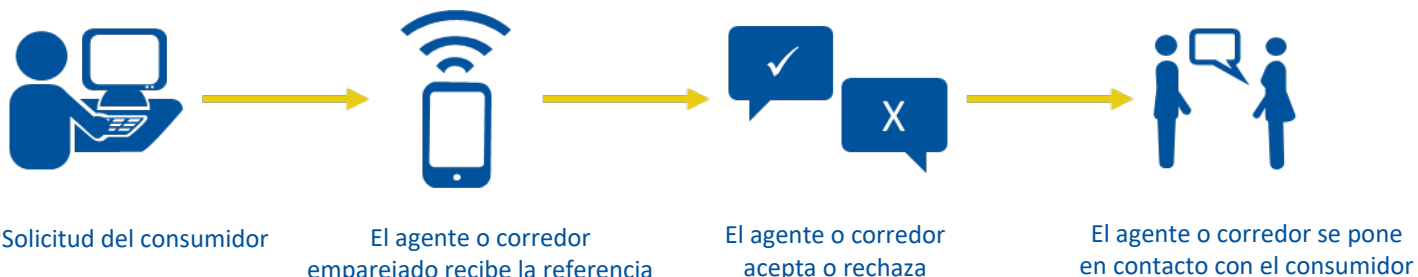 Solicitud del consumidor
El agente o corredor
emparejado recibe la referencia
X
El agente o corredor
acepta o rechaza
El agente o corredor se pone
en contacto con el consumidor